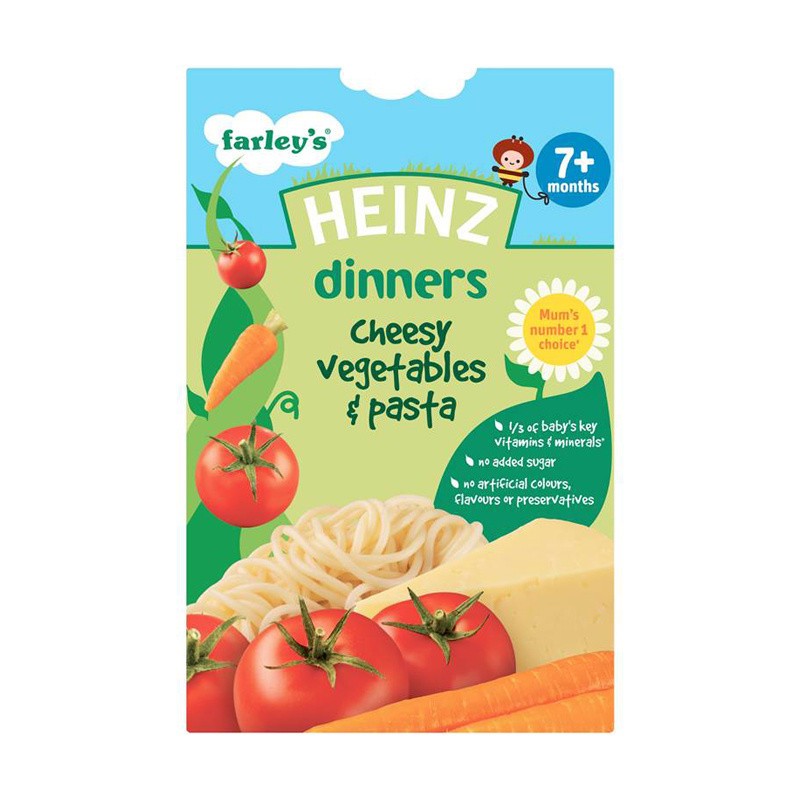 farley's®
7+
months
HEINZ
dinners
Cheesy
vegetables
& pasta
Mum's
number 1
choice*
1/3 of baby's key
vitamins & minerals*
no added sugar
no artificial colours,
flavours or preservatives